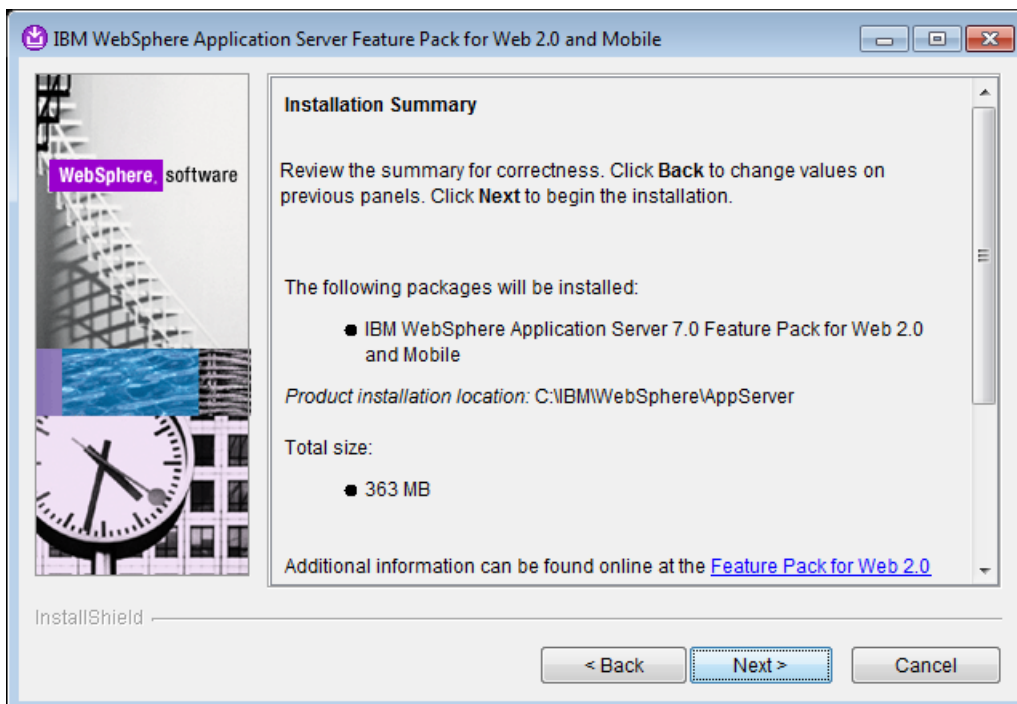 IBM WebSphere Application Server Feature Pack for Web 2.0 and Mobile
WebSphere. software
Installation Summary
Review the summary for correctness. Click Back to change values on
previous panels. Click Next to begin the installation.
The following packages will be installed:
IBM WebSphere Application Server 7.0 Feature Pack for Web 2.0
and Mobile
Product installation location: C:\IBM\WebSphere\AppServer
Total size:
363 MB
Additional information can be found online at the Feature Pack for Web 2.0
InstallShield
< Back
Next >
Cancel